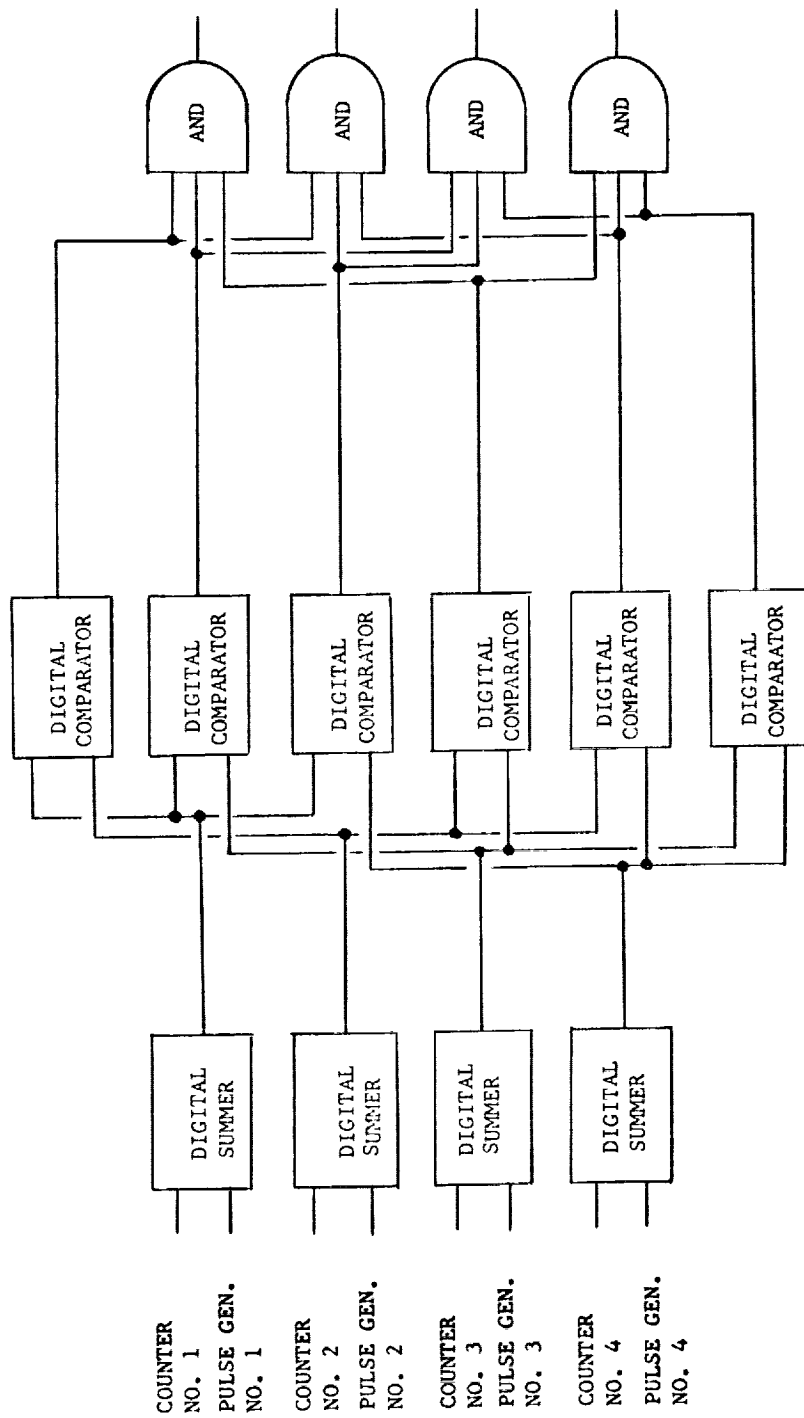 COUNTER
NO. 1
PULSE GEN.
NO. 1
COUNTER
NO. 2
PULSE GEN.
NO. 2
COUNTER
NO. 3
PULSE GEN.
NO. 3
COUNTER
NO. 4
PULSE GEN.
NO. 4
DIGITAL
SUMMER
DIGITAL
SUMMER
DIGITAL
SUMMER
DIGITAL
SUMMER
DIGITAL
COMPARATOR
DIGITAL
COMPARATOR
DIGITAL
COMPARATOR
DIGITAL
COMPARATOR
DIGITAL
COMPARATOR
DIGITAL
COMPARATOR
AND
AND
AND
AND